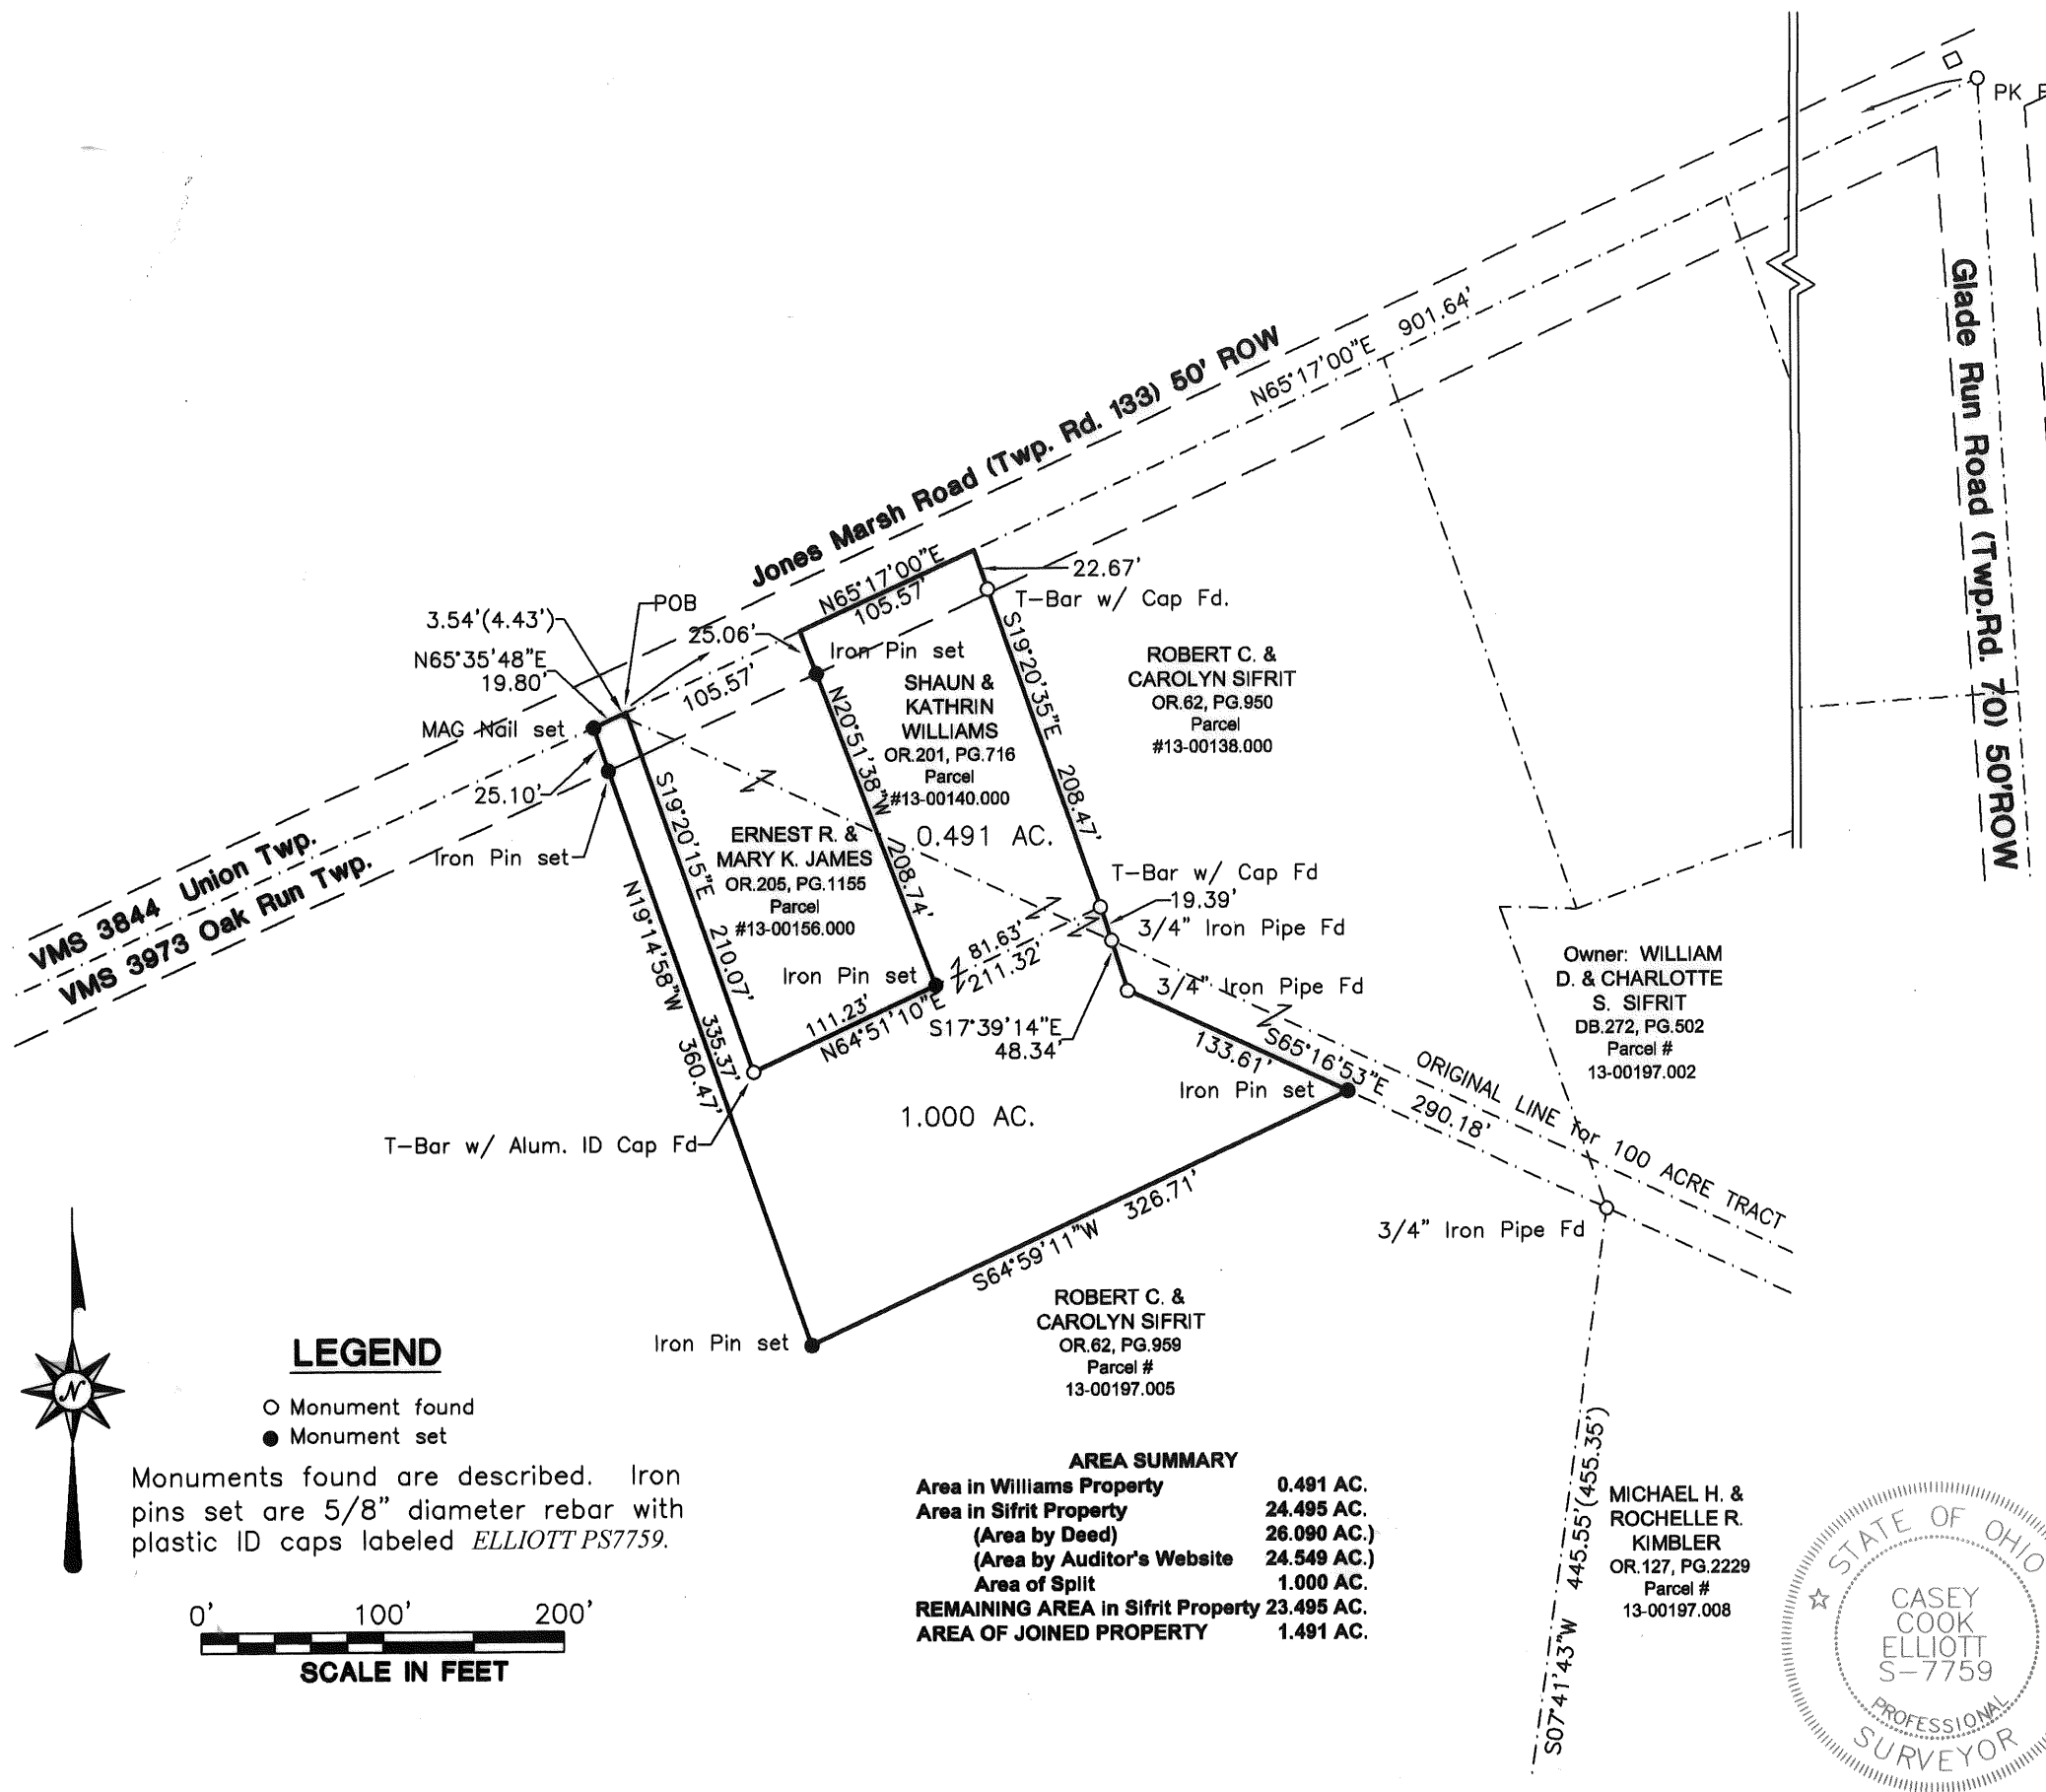 PK
Jones Marsh Road (Twp. Rd. 133) 50' ROW
N65°17'00"E 901.64'
Glade Run Road (Twp.Rd. 70) 50'ROW
N65°17'00"E
105.57'
22.67'
T-Bar w/ Cap Fd.
POB
3.54'(4.43')
25.06'
N65°35'48"E
19.80'
105.57'
MAG Nail set
25.10'
Iron Pin set
Iron Pin set
SHAUN &
KATHRIN
WILLIAMS
OR.201, PG.716
Parcel
#13-00140.000
0.491 AC.
N20°51'38"W
208.74'
S19°20'35"E 208.47'
ROBERT C. &
CAROLYN SIFRIT
OR.62, PG.950
Parcel
#13-00138.000
ERNEST R. &
MARY K. JAMES
OR.205, PG.1155
Parcel
#13-00156.000
S19°20'15"E 210.07'
VMS 3844 Union Twp.
VMS 3973 Oak Run Twp.
N19°14'58"W 335.37'
360.47'
T-Bar w/ Cap Fd
19.39'
3/4" Iron Pipe Fd
Iron Pin set
81.63'
211.32'
111.23'
N64°51'10"E
3/4" Iron Pipe Fd
S17°39'14"E
48.34'
S65°16'53"E 290.18'
133.61'
Iron Pin set
ORIGINAL LINE for 100 ACRE TRACT
Owner: WILLIAM
D. & CHARLOTTE
S. SIFRIT
DB.272, PG.502
Parcel #
13-00197.002
T-Bar w/ Alum. ID Cap Fd
1.000 AC.
3/4" Iron Pipe Fd
S64°59'11"W 326.71'
Iron Pin set
ROBERT C. &
CAROLYN SIFRIT
OR.62, PG.959
Parcel #
13-00197.005
N
LEGEND
Monument found
Monument set
Monuments found are described. Iron
pins set are 5/8" diameter rebar with
plastic ID caps labeled ELLIOTT PS7759.
0' 100' 200'
SCALE IN FEET
AREA SUMMARY
Area in Williams Property 0.491 AC.
Area in Sifrit Property 24.495 AC.
(Area by Deed) 26.090 AC.)
(Area by Auditor's Website 24.549 AC.)
Area of Split 1.000 AC.
REMAINING AREA in Sifrit Property 23.495 AC.
AREA OF JOINED PROPERTY 1.491 AC.
S07°41'43"W 445.55'(455.35')
MICHAEL H. &
ROCHELLE R.
KIMBLER
OR.127, PG.2229
Parcel #
13-00197.008
STATE OF OHIO
CASEY
COOK
ELLIOTT
S-7759
PROFESSIONAL
SURVEYOR